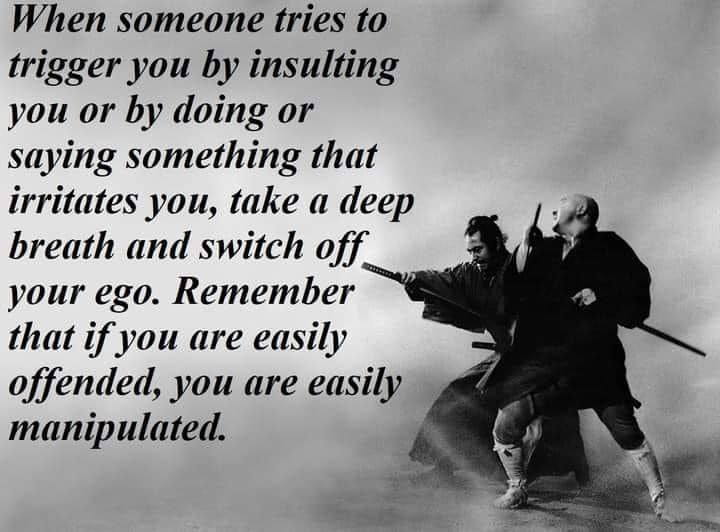 When someone tries to
trigger you by insulting
you or by doing or
saying something that
irritates you, take a deep
breath and switch off
your ego. Remember
that if you are easily
offended, you are easily
manipulated.